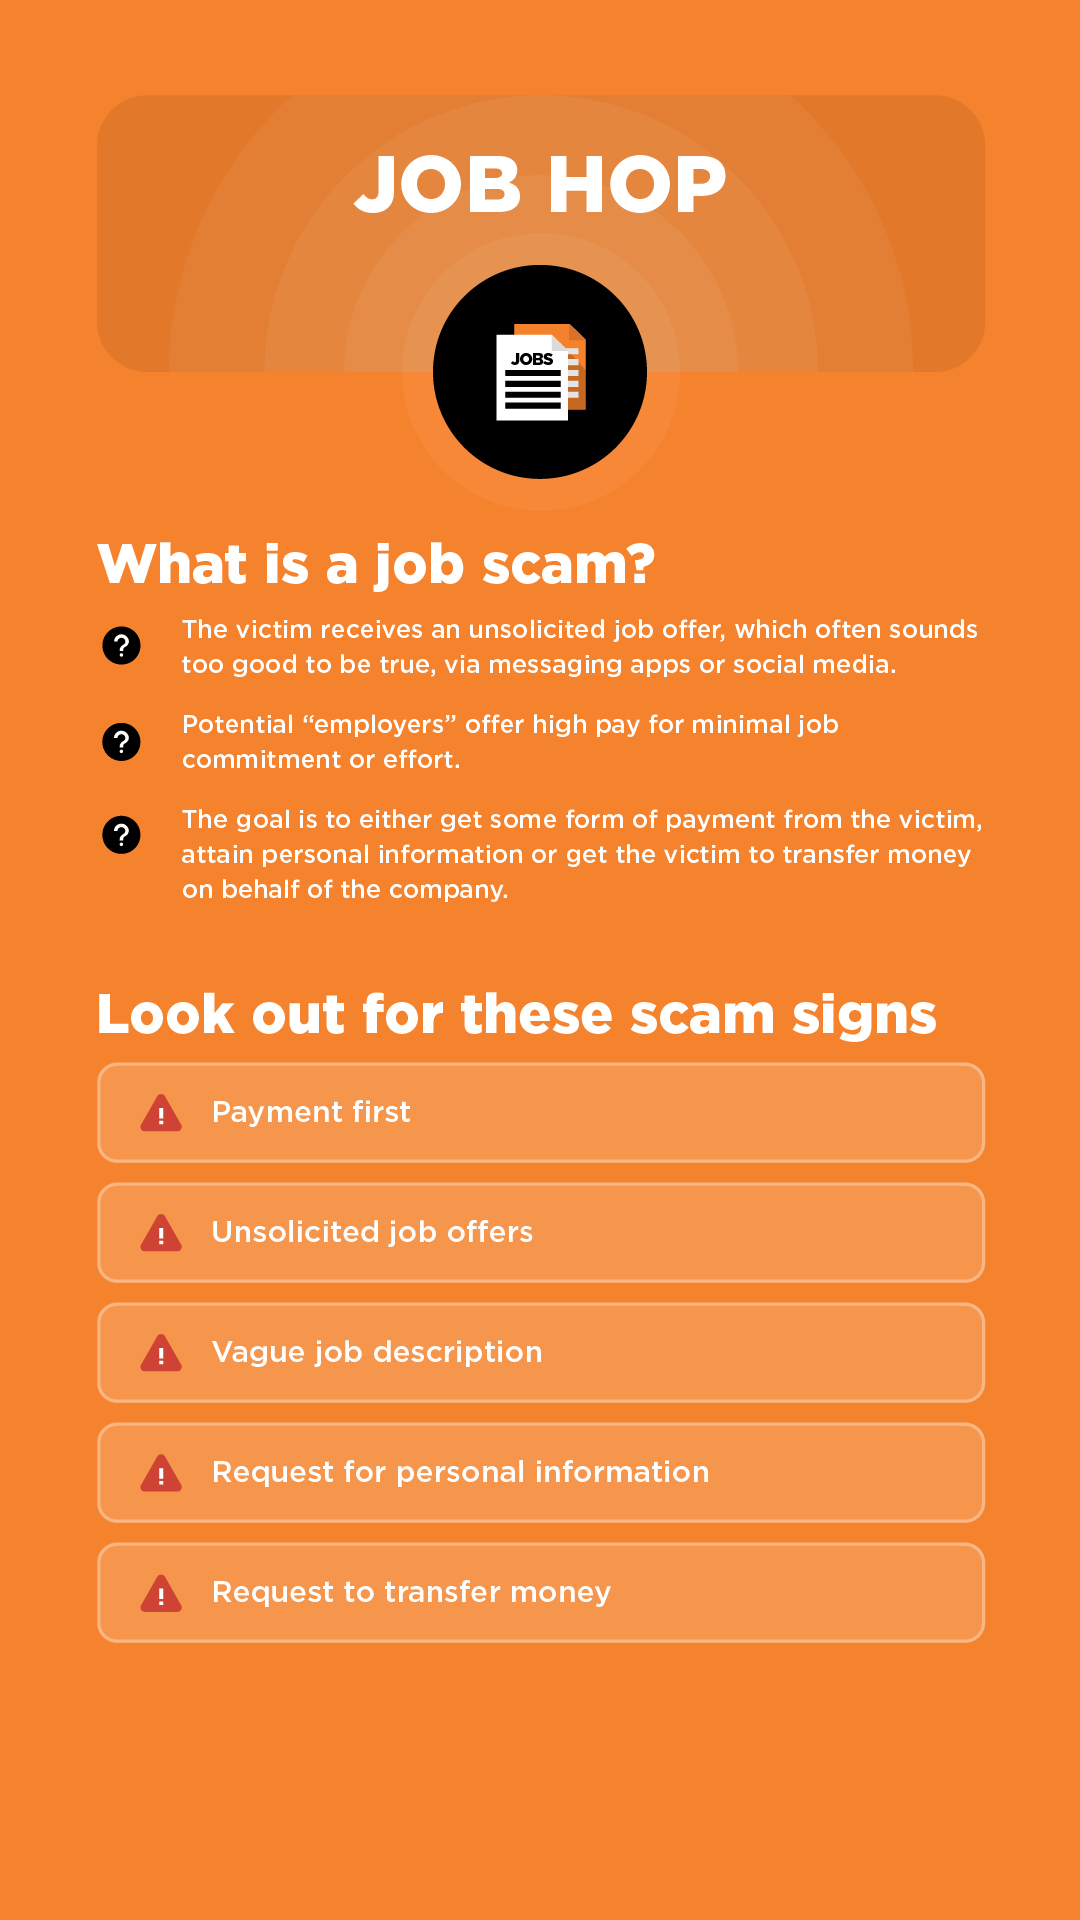 JOB HOP
JOBS
What is a job scam?
The victim receives an unsolicited job offer, which often sounds
too good to be true, via messaging apps or social media.
Potential “employers” offer high pay for minimal job
commitment or effort.
The goal is to either get some form of payment from the victim,
attain personal information or get the victim to transfer money
on behalf of the company.
Look out for these scam signs
Payment first
Unsolicited job offers
Vague job description
Request for personal information
Request to transfer money